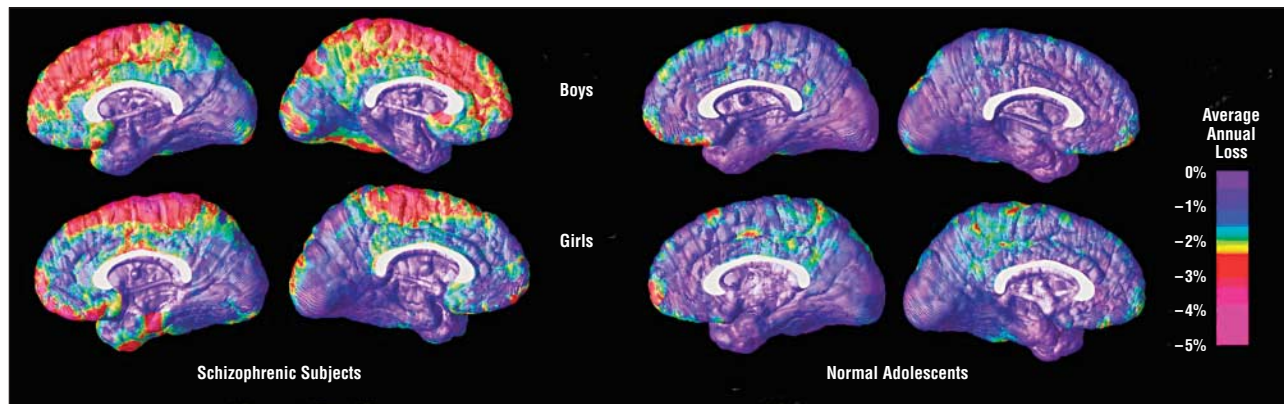 Boys
Girls
Schizophrenic Subjects
Normal Adolescents
Average
Annual
Loss
0%
−1%
−2%
−3%
−4%
−5%